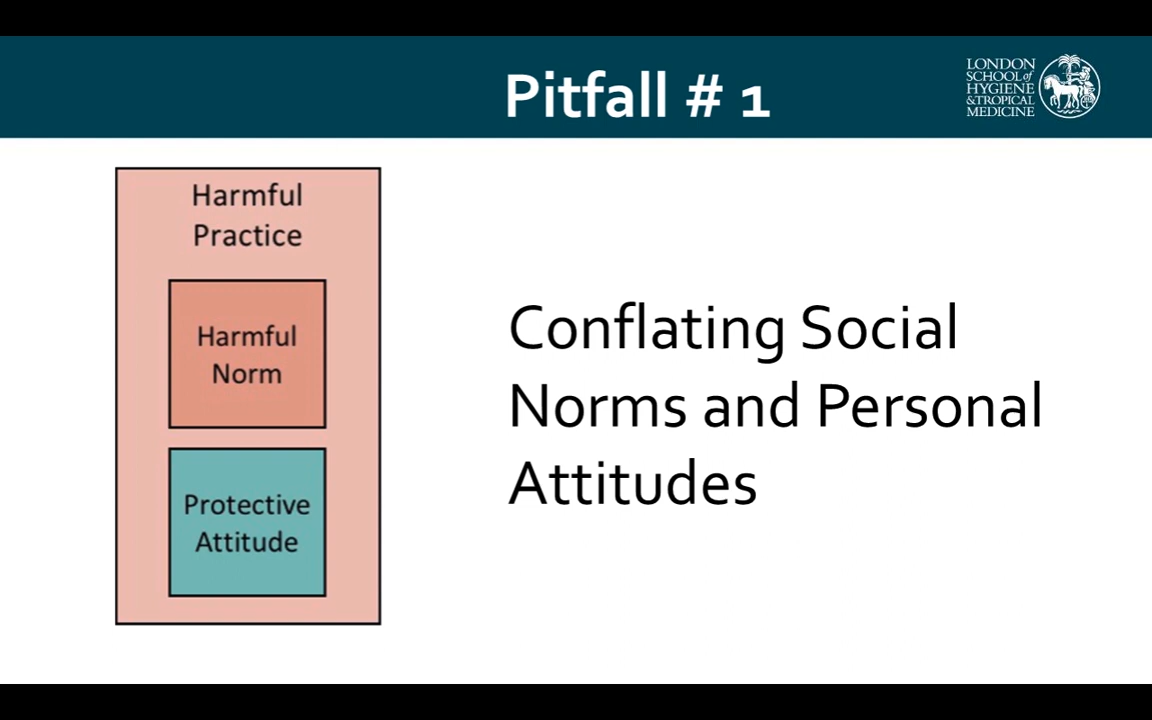 Pitfall # 1
LONDON
SCHOOL of
HYGIENE
& TROPICAL
MEDICINE
Harmful
Practice
Harmful
Norm
Protective
Attitude
Conflating Social
Norms and Personal
Attitudes